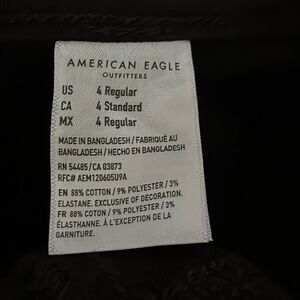 AMERICAN EAGLE
OUTFITTERS
US 4 Regular
CA 4 Standard
MX 4 Regular
MADE IN BANGLADESH / FABRIQUÉ AU
BANGLADESH / HECHO EN BANGLADESH
RN 54485/CA 03873
RFC# AEM120605U9A
EN 88% COTTON / 9% POLYESTER / 3%
ELASTANE. EXCLUSIVE OF DECORATION.
FR 88% COTON / 9% POLYESTER / 3%
ÉLASTHANNE. À L'EXCEPTION DE LA
GARNITURE.